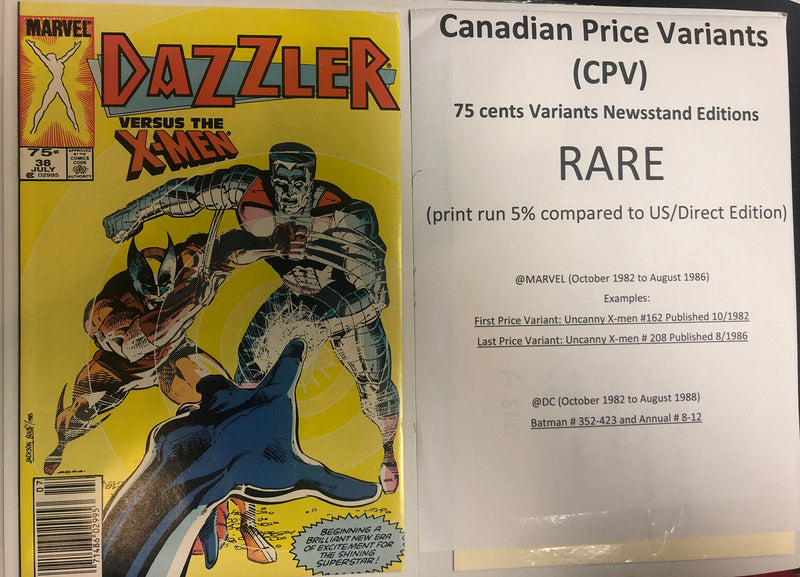 MARVEL®
DAZZLER®
VERSUS THE
X-MEN®
75¢
38
JULY
02995
APPROVED
BY THE
COMICS
CODE
AUTHORITY
07
71486 02995
BEGINNING A
BRILLIANT NEW ERA
OF EXCITEMENT FOR
THE SHINING
SUPERSTAR!
Canadian Price Variants
(CPV)
75 cents Variants Newsstand Editions
RARE
(print run 5% compared to US/Direct Edition)
@MARVEL (October 1982 to August 1986)
Examples:
First Price Variant: Uncanny X-men #162 Published 10/1982
Last Price Variant: Uncanny X-men # 208 Published 8/1986
@DC (October 1982 to August 1988)
Batman # 352-423 and Annual # 8-12